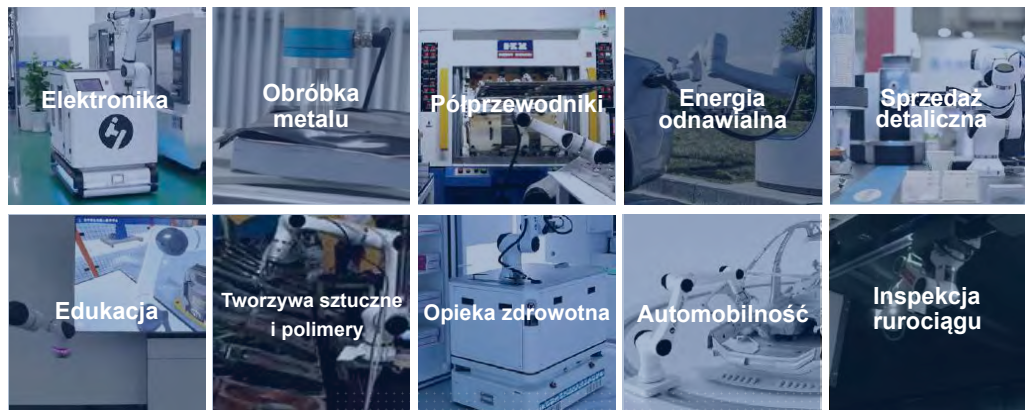 Elektronika
Obróbka
metalu
Półprzewodniki
Energia
odnawialna
Sprzedaż
detaliczna
Edukacja
Tworzywa sztuczne
i polimery
Opieka zdrowotna
Automobilność
Inspekcja
rurociągu